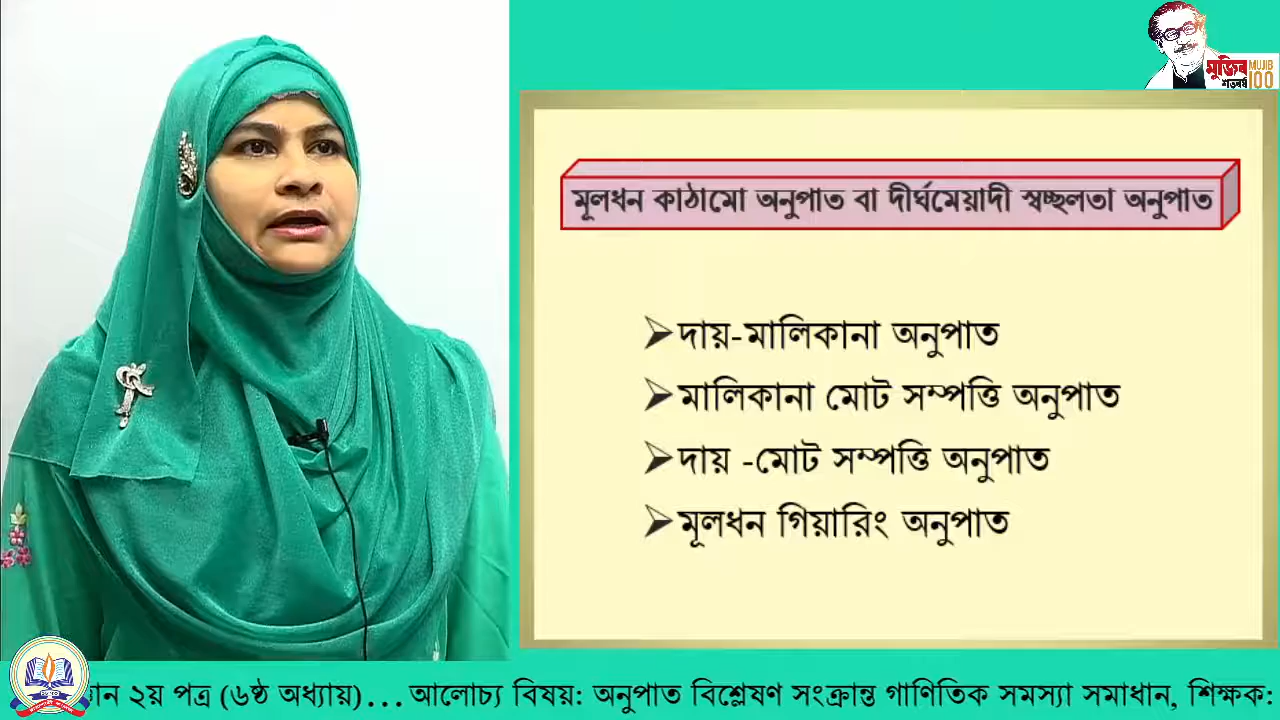 মুজিব MUJIB
শতবর্ষ 100
মূলধন কাঠামো অনুপাত বা দীর্ঘমেয়াদী স্বচ্ছলতা অনুপাত
➢দায়-মালিকানা অনুপাত
➢মালিকানা মোট সম্পত্তি অনুপাত
➢দায় -মোট সম্পত্তি অনুপাত
➢মূলধন গিয়ারিং অনুপাত
২য় পত্র (৬ষ্ঠ অধ্যায়)... আলোচ্য বিষয়: অনুপাত বিশ্লেষণ সংক্রান্ত গাণিতিক সমস্যা সমাধান, শিক্ষক: